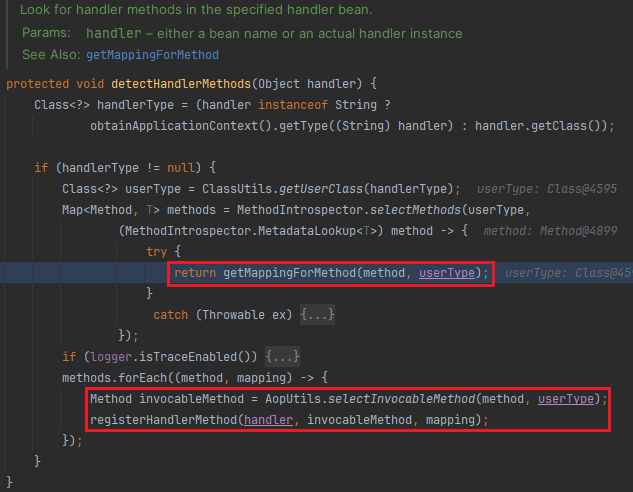 Look for handler methods in the specified handler bean.
Params: handler – either a bean name or an actual handler instance
See Also: getMappingForMethod
protected void detectHandlerMethods(Object handler) {
Class<?> handlerType = (handler instanceof String ?
obtainApplicationContext().getType((String) handler) : handler.getClass());
if (handlerType != null) {
Class<?> userType = ClassUtils.getUserClass(handlerType); userType: Class@4595
Map<Method, T> methods = MethodIntrospector.selectMethods(userType,
(MethodIntrospector.MetadataLookup<T>) method -> { method: Method@4899
try {
return getMappingForMethod(method, userType); userType: Class@45
}
catch (Throwable ex) {...}
});
if (logger.isTraceEnabled()) {...}
methods.forEach((method, mapping) -> {
Method invocableMethod = AopUtils.selectInvocableMethod(method, userType);
registerHandlerMethod(handler, invocableMethod, mapping);
});
}
}